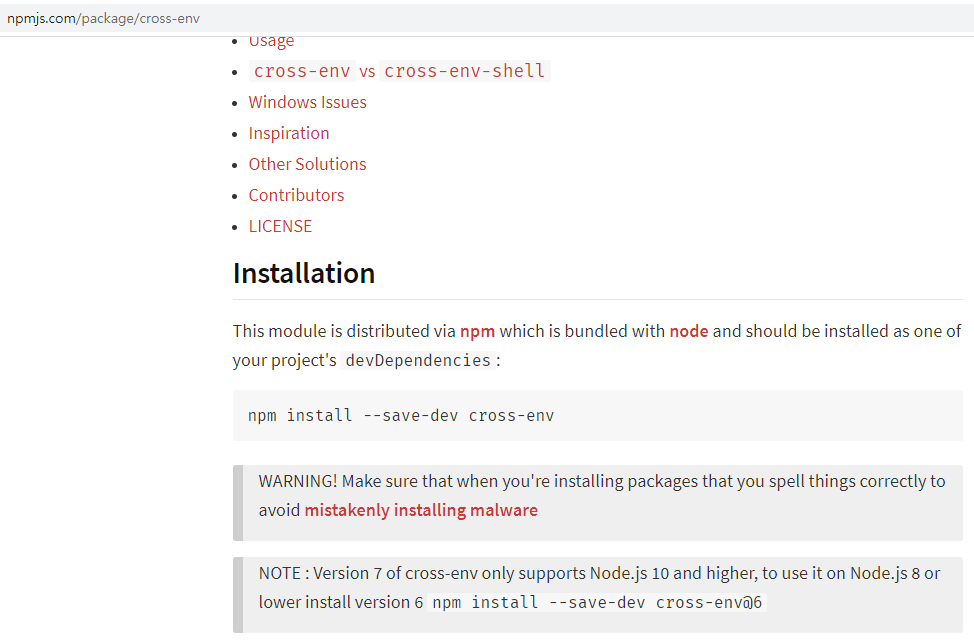 npmjs.com/package/cross-env
Usage
cross-env vs cross-env-shell
Windows Issues
Inspiration
Other Solutions
Contributors
LICENSE
Installation
This module is distributed via npm which is bundled with node and should be installed as one of
your project's devDependencies:
npm install --save-dev cross-env
WARNING! Make sure that when you're installing packages that you spell things correctly to
avoid mistakenly installing malware
NOTE : Version 7 of cross-env only supports Node.js 10 and higher, to use it on Node.js 8 or
lower install version 6 npm install --save-dev cross-env@6